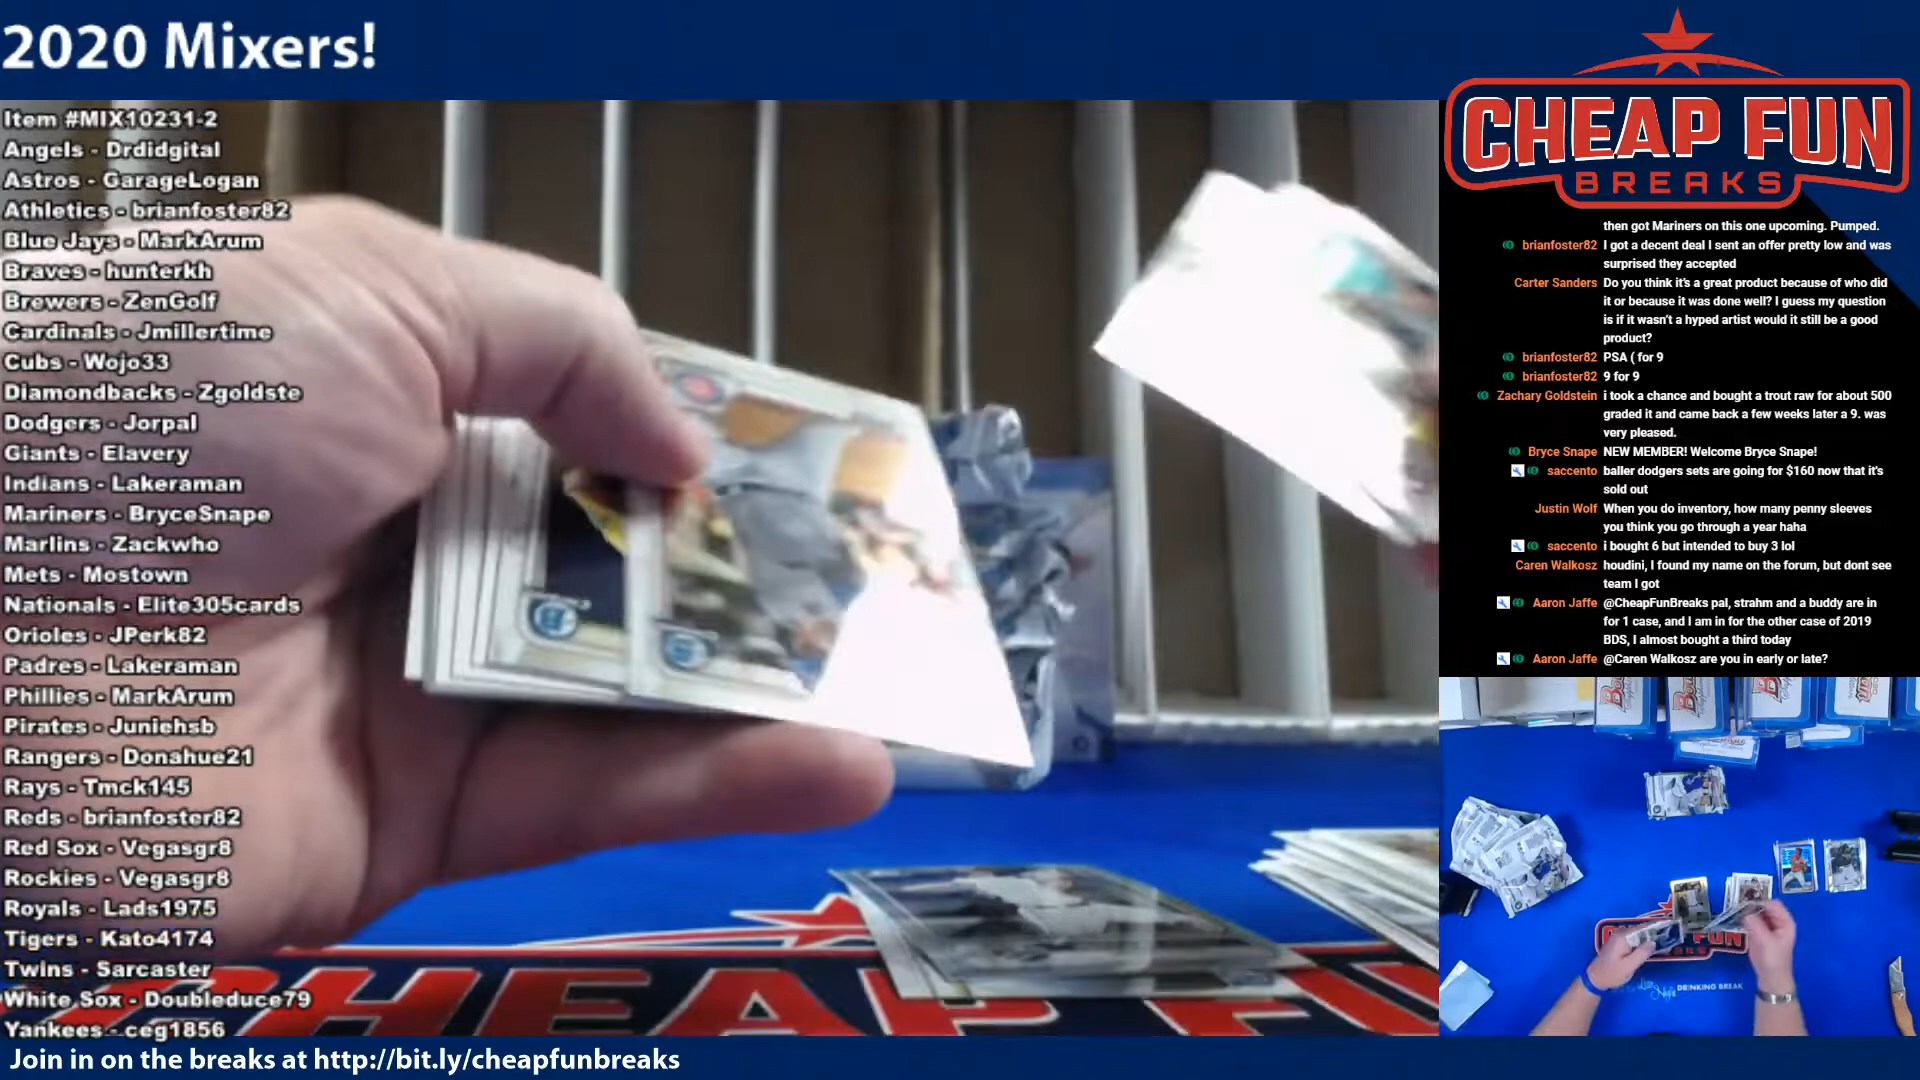 2020 Mixers!
Item #MIX10231-2
Angels - Drdidgital
Astros - GarageLogan
Athletics - brianfoster82
Blue Jays - MarkArum
Braves - hunterkh
Brewers - ZenGolf
Cardinals - Jmillertime
Cubs - Wojo33
Diamondbacks - Zgoldste
Dodgers - Jorpal
Giants - Elavery
Indians - Lakeraman
Mariners - BryceSnape
Marlins - Zackwho
Mets - Mostown
Nationals - Elite305cards
Orioles - JPerk82
Padres - Lakeraman
Phillies - MarkArum
Pirates - Juniehsb
Rangers - Donahue21
Rays - Tmck145
Reds - brianfoster82
Red Sox - Vegasgr8
Rockies - Vegasgr8
Royals - Lads1975
Tigers - Kato4174
Twins - Sarcaster
White Sox - Doubleduce79
Yankees - ceg1856
Join in on the breaks at http://bit.ly/cheapfunbreaks
CHEAP FU
CHEAP FUN
BREAKS
then got Mariners on this one upcoming. Pumped.
brianfoster82 I got a decent deal I sent an offer pretty low and was
surprised they accepted
Carter Sanders Do you think it's a great product because of who did
it or because it was done well? I guess my question
is if it wasn't a hyped artist would it still be a good
product?
brianfoster82 PSA ( for 9
brianfoster82 9 for 9
Zachary Goldstein i took a chance and bought a trout raw for about 500
graded it and came back a few weeks later a 9. was
very pleased.
Bryce Snape NEW MEMBER! Welcome Bryce Snape!
saccento baller dodgers sets are going for $160 now that it's
sold out
Justin Wolf When you do inventory, how many penny sleeves
you think you go through a year haha
saccento i bought 6 but intended to buy 3 lol
Caren Walkosz houdini, I found my name on the forum, but dont see
team I got
Aaron Jaffe @CheapFunBreaks pal, strahm and a buddy are in
for 1 case, and I am in for the other case of 2019
BDS, I almost bought a third today
Aaron Jaffe @Caren Walkosz are you in early or late?
DRINKING BREAK